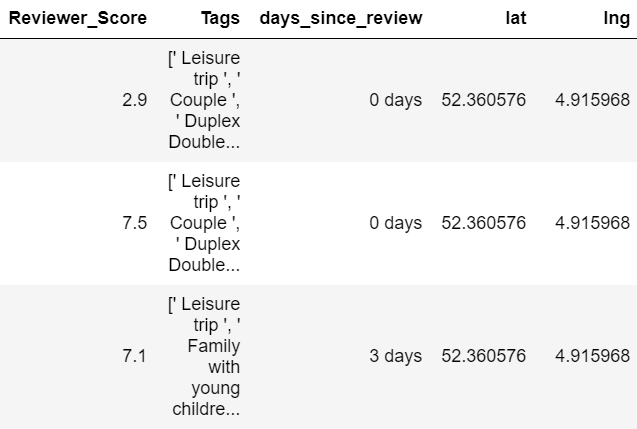 Reviewer_Score Tags days_since_review lat lng
[' Leisure
trip ', '
2.9 Couple ', 0 days 52.360576 4.915968
' Duplex
Double...
[' Leisure
trip ', '
7.5 Couple ', 0 days 52.360576 4.915968
' Duplex
Double...
[' Leisure
trip ', '
7.1 Family 3 days 52.360576 4.915968
with
young
childre...